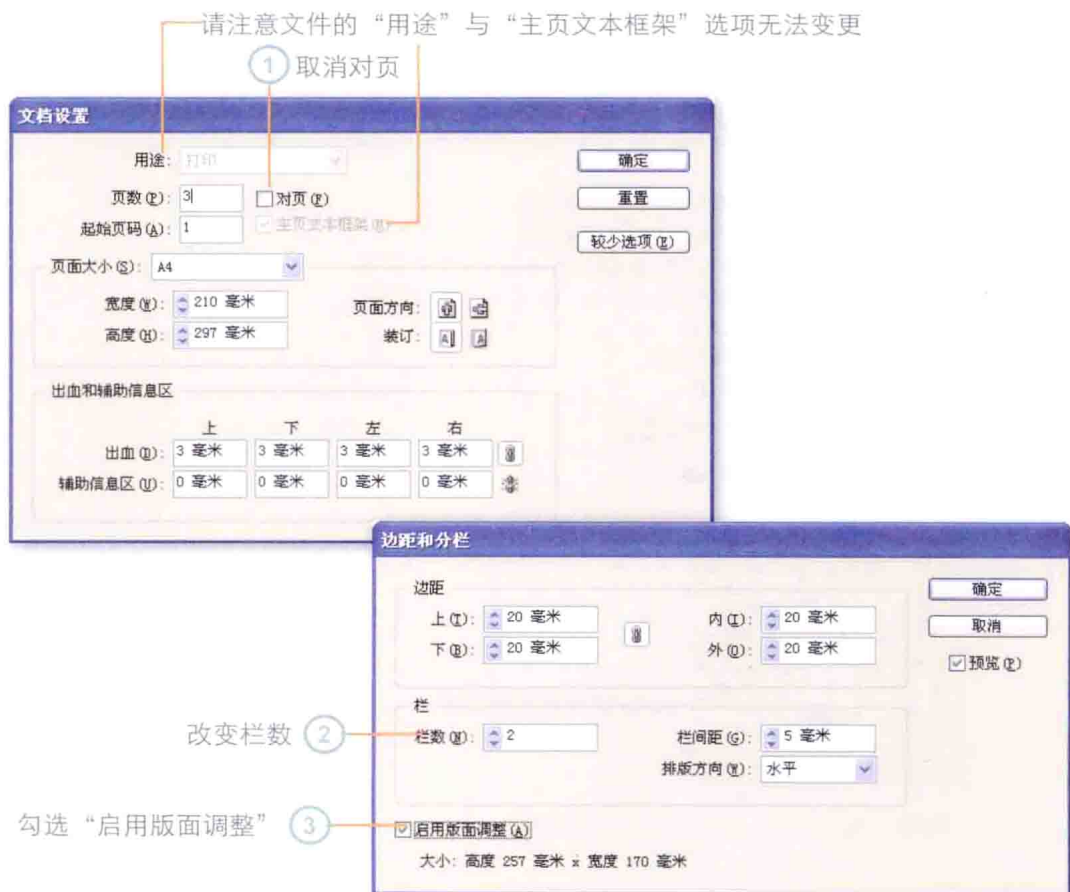 请注意文件的“用途”与“主页文本框架”选项无法变更
1 取消对页
文档设置
用途: 打印
确定
页数(P): 3 对页(F)
重置
起始页码(A): 1 主页文本框架(M)
较少选项(E)
页面大小(S): A4
宽度(W): 210 毫米 页面方向:
高度(H): 297 毫米 装订:
出血和辅助信息区
上 下 左 右
出血(D): 3 毫米 3 毫米 3 毫米 3 毫米
辅助信息区(U): 0 毫米 0 毫米 0 毫米 0 毫米
边距和分栏
边距
确定
上(T): 20 毫米 内(I): 20 毫米
取消
下(B): 20 毫米 外(O): 20 毫米
预览(P)
栏
改变栏数 2
栏数(N): 2 栏间距(G): 5 毫米
排版方向(W): 水平
勾选“启用版面调整” 3
启用版面调整(A)
大小: 高度 257 毫米 x 宽度 170 毫米